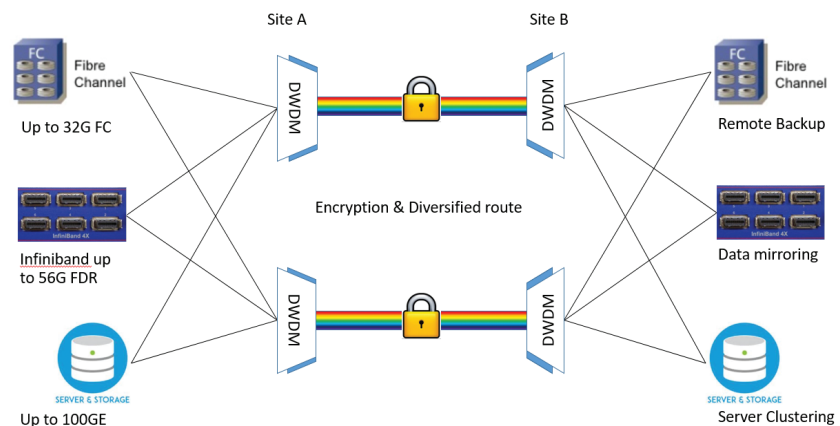 Site A
Site B
FC
Fibre
Channel
Up to 32G FC
DWDM
DWDM
FC
Fibre
Channel
Remote Backup
Encryption & Diversified route
InfiniBand 4X
Infiniband up
to 56G FDR
InfiniBand 4X
Data mirroring
DWDM
DWDM
SERVER & STORAGE
Up to 100GE
SERVER & STORAGE
Server Clustering